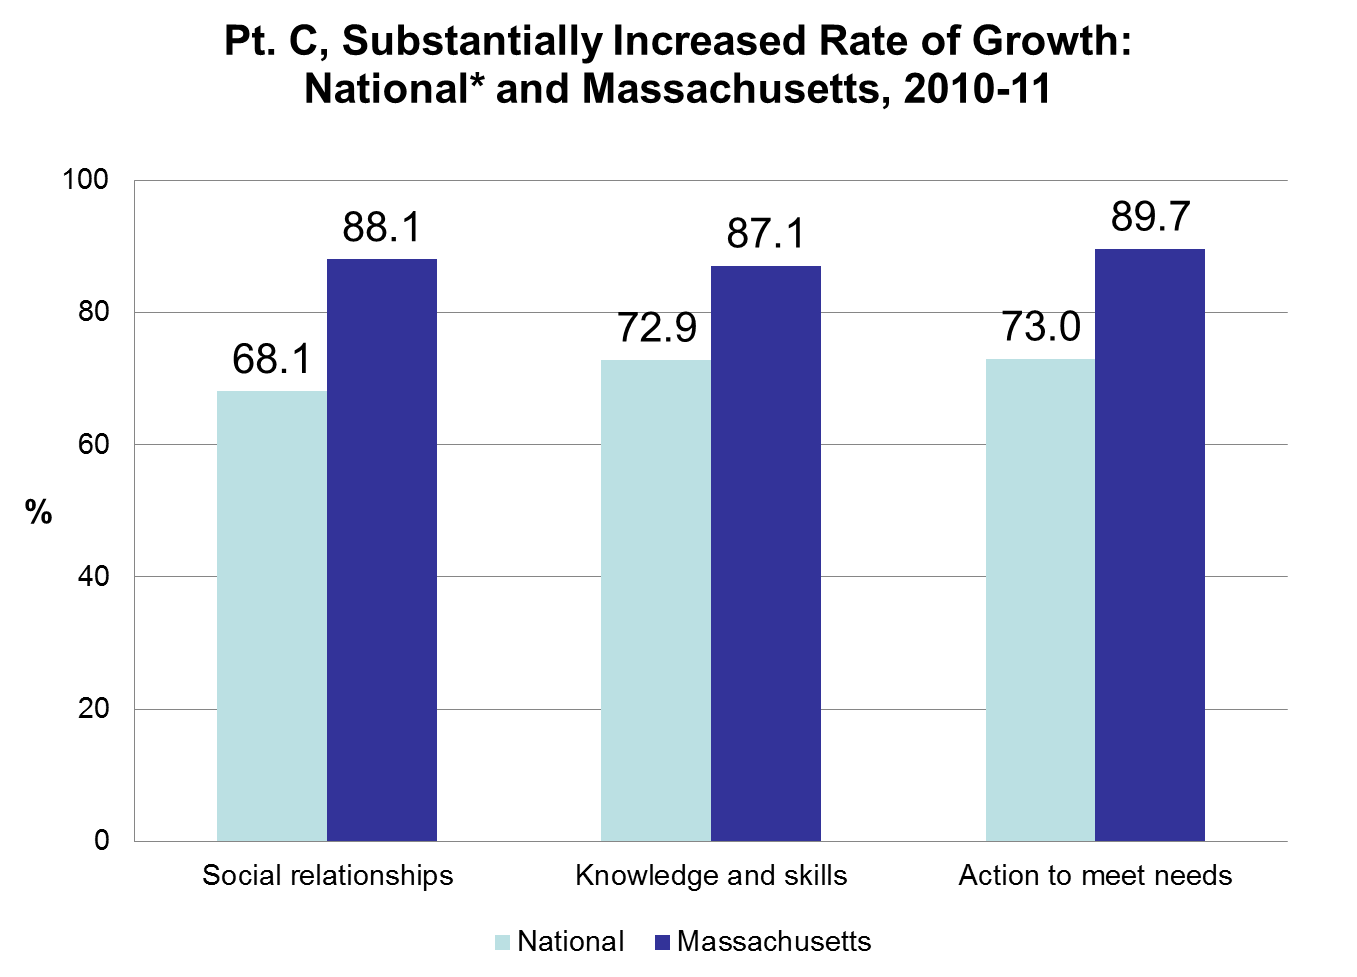 Pt. C, Substantially Increased Rate of Growth:
National* and Massachusetts, 2010-11
100
80
60
40
20
0
%
88.1
68.1
87.1
72.9
89.7
73.0
Social relationships
Knowledge and skills
Action to meet needs
National
Massachusetts